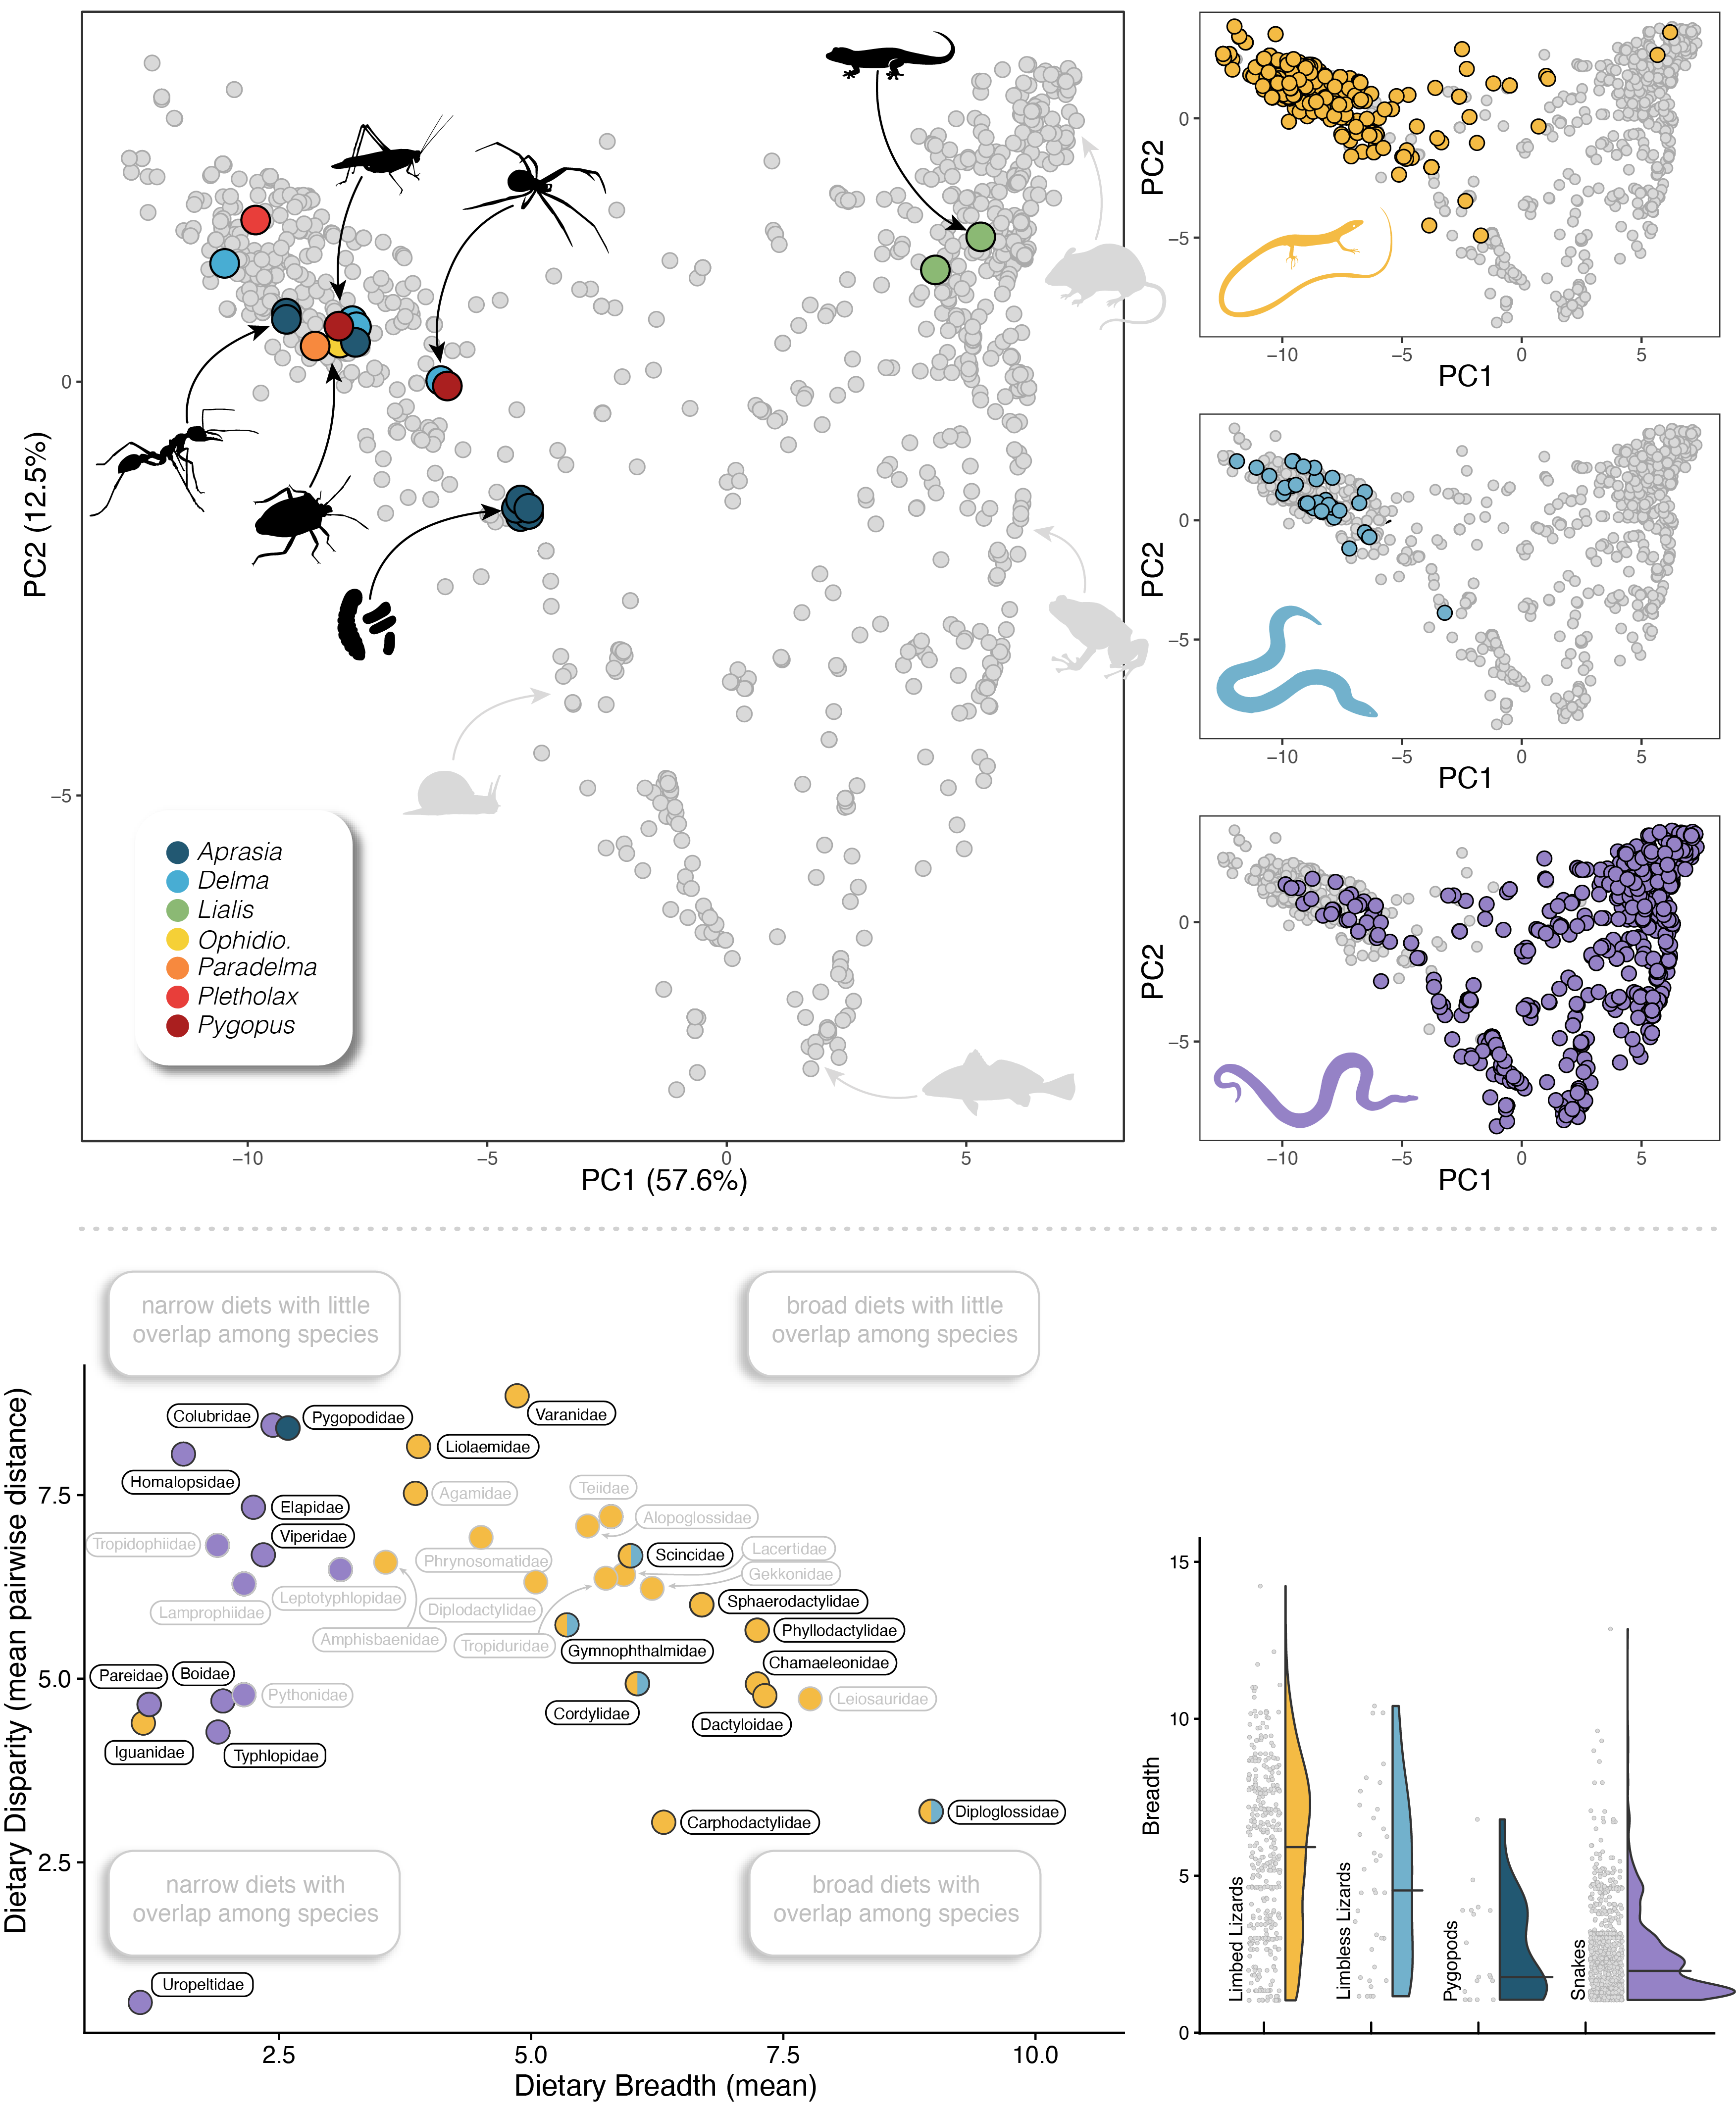 0
−5
−10
−5
0
5
PC2 (12.5%)
PC1 (57.6%)
Aprasia
Delma
Lialis
Ophidio.
Paradelma
Pletholax
Pygopus
0
−5
PC2
−10
−5
0
5
PC1
0
−5
PC2
−10
−5
0
5
PC1
0
−5
PC2
−10
−5
0
5
PC1
narrow diets with little
overlap among species
broad diets with little
overlap among species
Colubridae
Pygopodidae
Varanidae
Liolaemidae
Homalopsidae
Agamidae
Teiidae
Elapidae
Alopoglossidae
Viperidae
Tropidophiidae
Phrynosomatidae
Scincidae
Lacertidae
Gekkonidae
Leptotyphlopidae
Lamprophiidae
Diplodactylidae
Sphaerodactylidae
Amphisbaenidae
Tropiduridae
Phyllodactylidae
Gymnophthalmidae
Chamaeleonidae
Pareidae
Boidae
Pythonidae
Leiosauridae
Cordylidae
Dactyloidae
Iguanidae
Typhlopidae
Carphodactylidae
Diploglossidae
narrow diets with
overlap among species
broad diets with
overlap among species
Uropeltidae
7.5
5.0
2.5
2.5
5.0
7.5
10.0
Dietary Disparity (mean pairwise distance)
Dietary Breadth (mean)
15
10
5
0
Breadth
Limbed Lizards
Limbless Lizards
Pygopods
Snakes